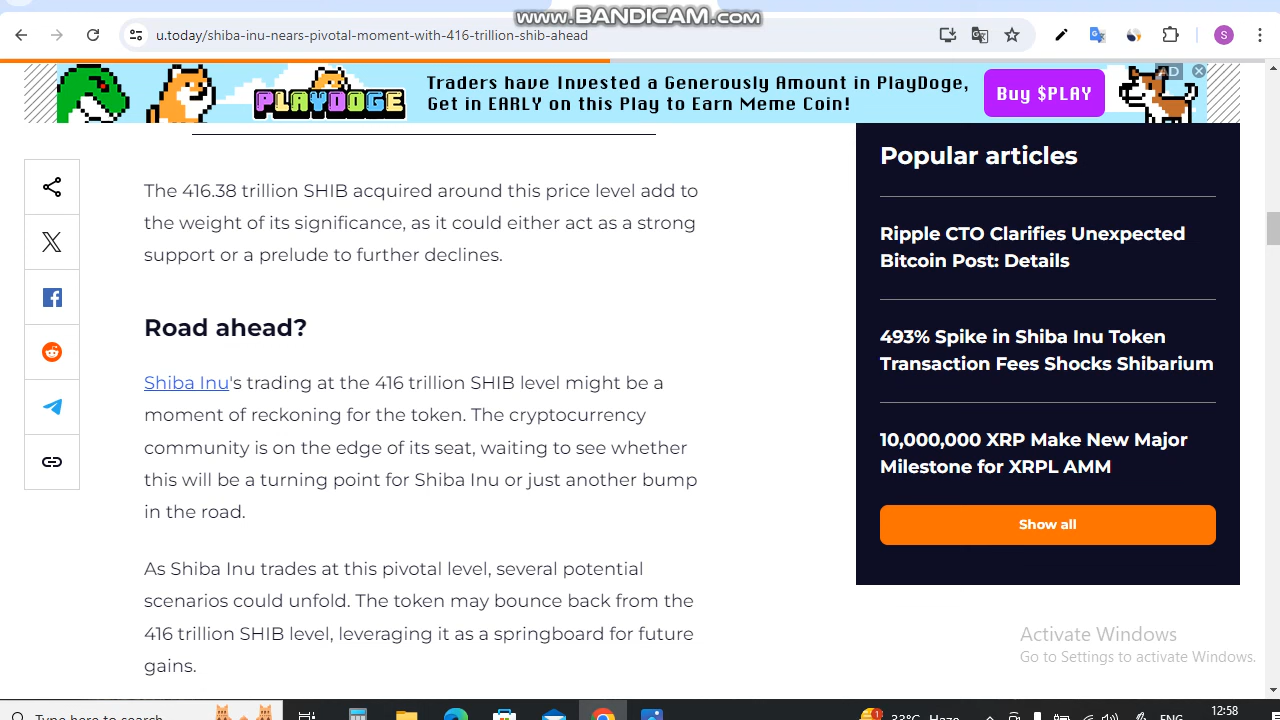 www.BANDICAM.com
u.today/shiba-inu-nears-pivotal-moment-with-416-trillion-shib-ahead
S
PLAYDOGE
Traders have Invested a Generously Amount in PlayDoge,
Get in EARLY on this Play to Earn Meme Coin!
Buy $PLAY
AD
The 416.38 trillion SHIB acquired around this price level add to
the weight of its significance, as it could either act as a strong
support or a prelude to further declines.
Road ahead?
Shiba Inu's trading at the 416 trillion SHIB level might be a
moment of reckoning for the token. The cryptocurrency
community is on the edge of its seat, waiting to see whether
this will be a turning point for Shiba Inu or just another bump
in the road.
As Shiba Inu trades at this pivotal level, several potential
scenarios could unfold. The token may bounce back from the
416 trillion SHIB level, leveraging it as a springboard for future
gains.
Popular articles
Ripple CTO Clarifies Unexpected
Bitcoin Post: Details
493% Spike in Shiba Inu Token
Transaction Fees Shocks Shibarium
10,000,000 XRP Make New Major
Milestone for XRPL AMM
Show all
Activate Windows
Go to Settings to activate Windows.
Type here to search
1
33°C Haze
ENG
12:58